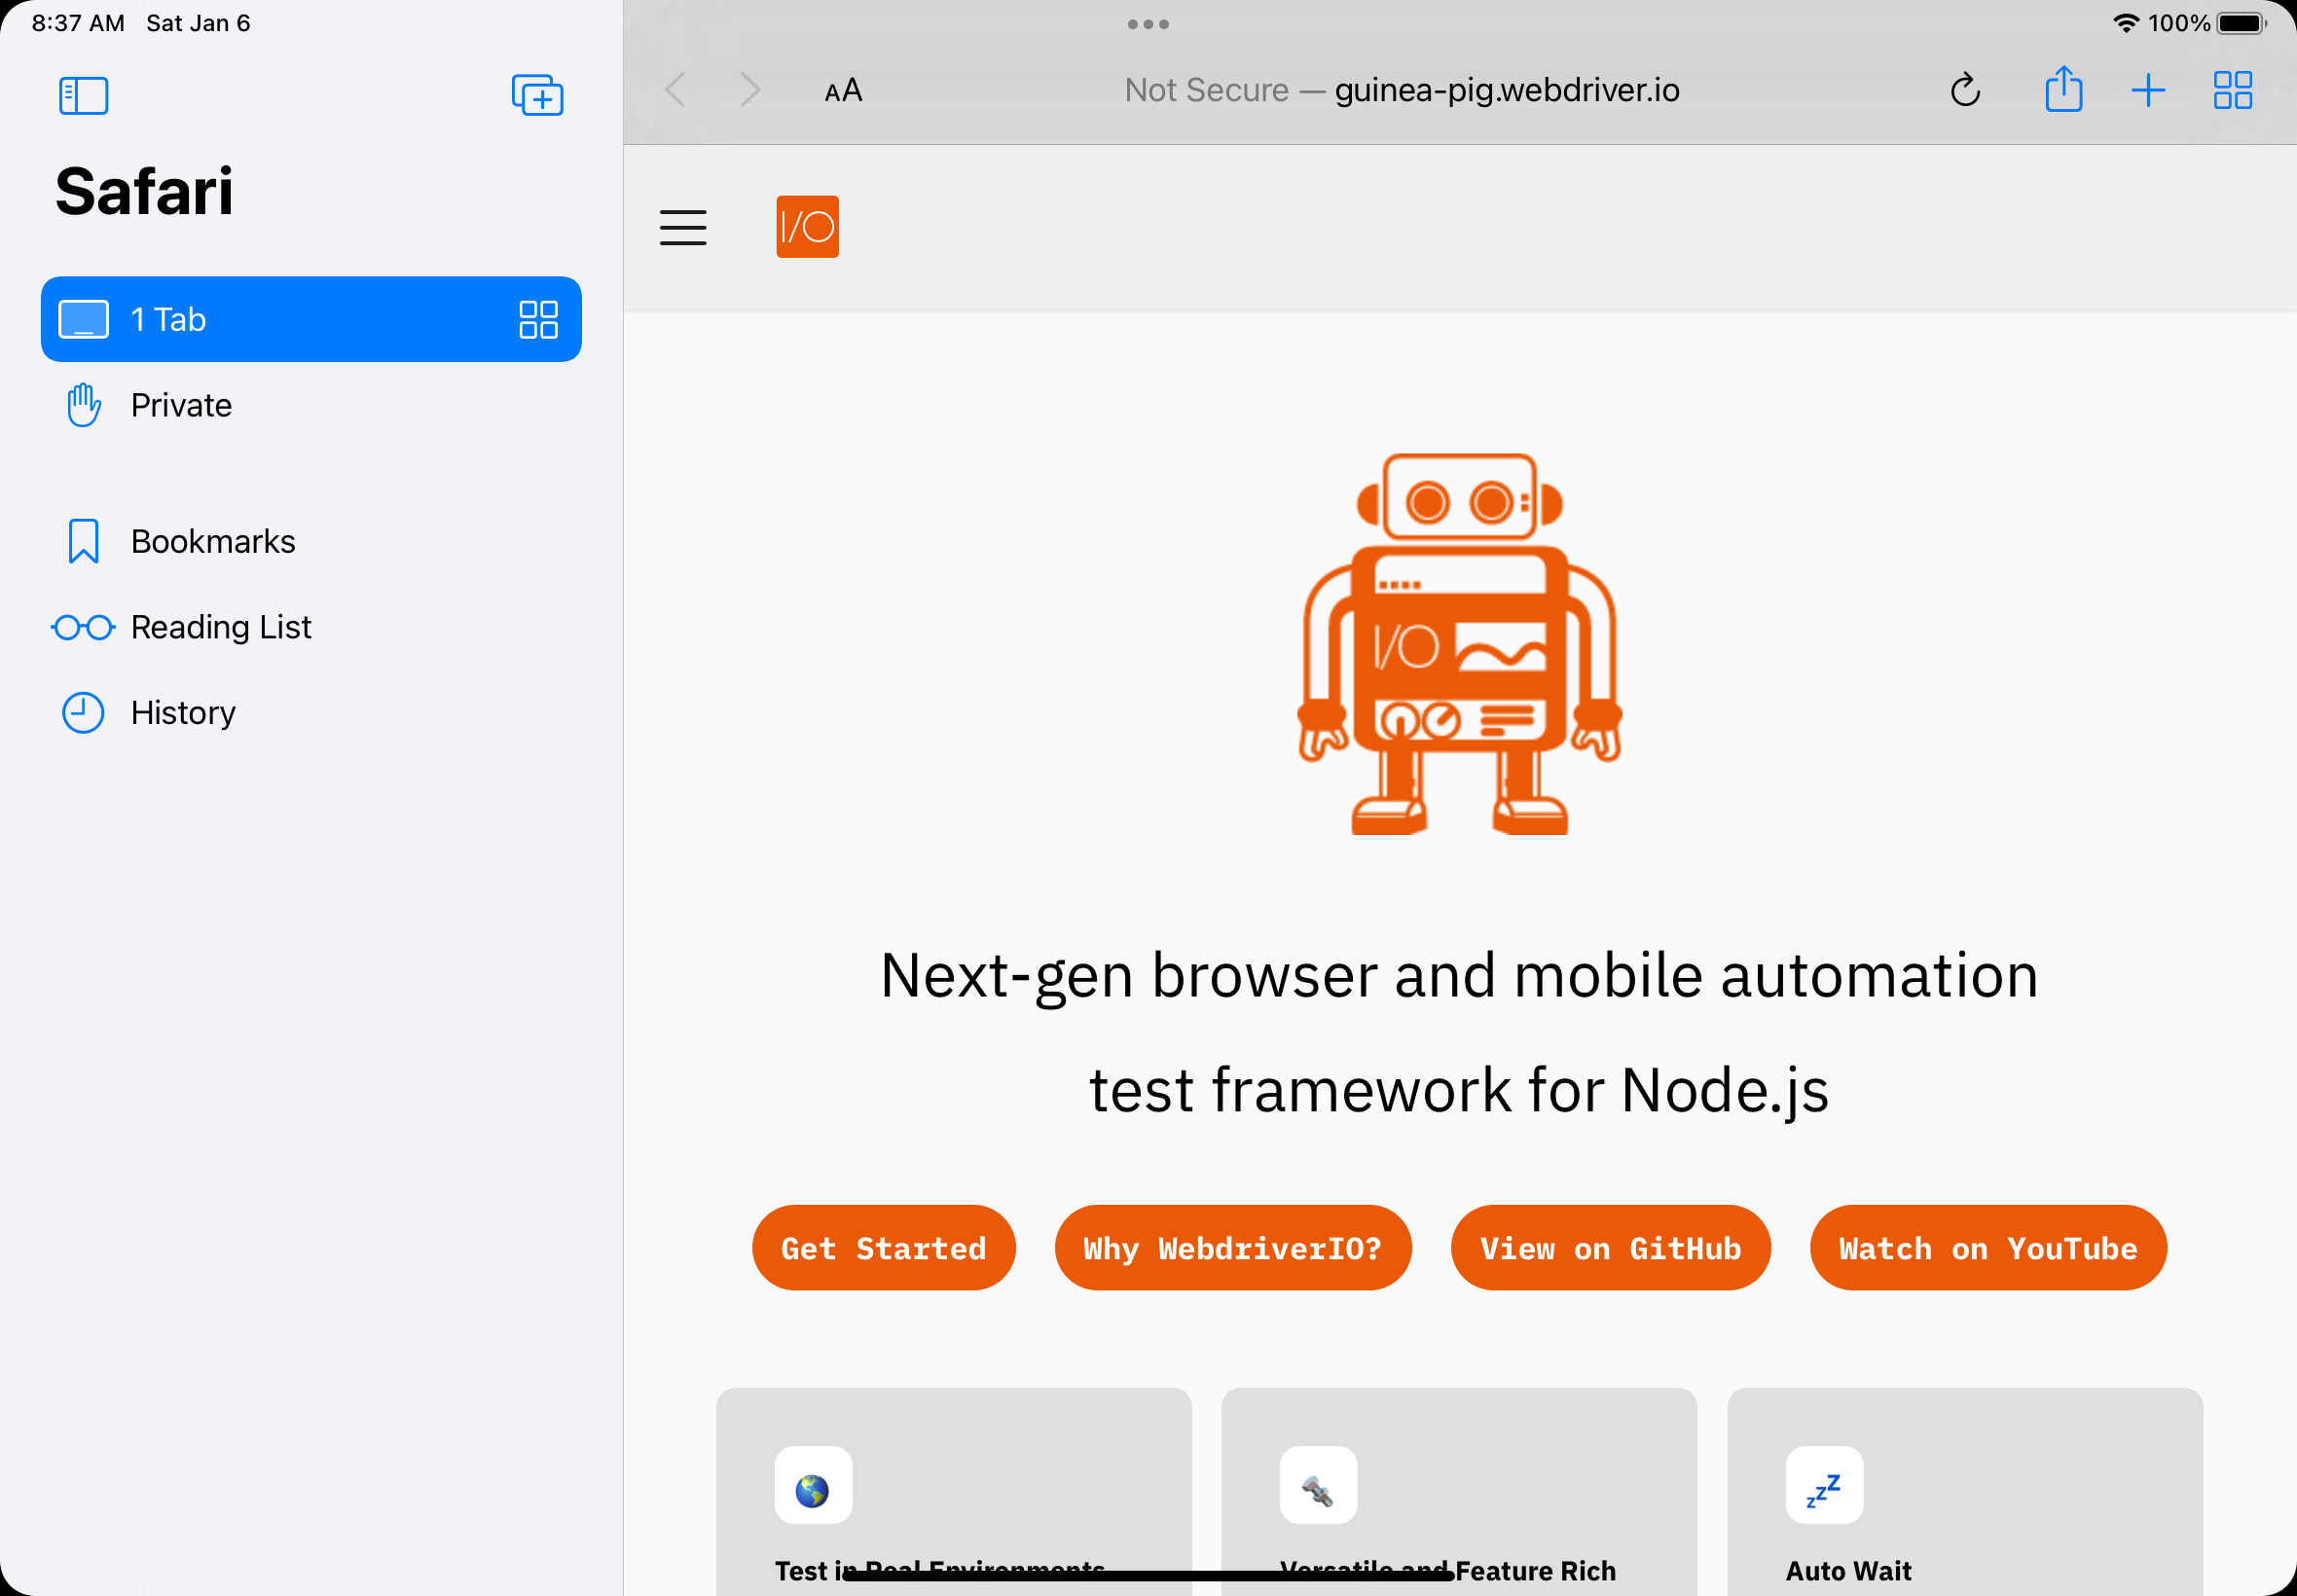 8:37 AM Sat Jan 6
100%
Safari
1 Tab
Private
Bookmarks
Reading List
History
AA
Not Secure — guinea-pig.webdriver.io
I/O
I/O
Next-gen browser and mobile automation
test framework for Node.js
Get Started
Why WebdriverIO?
View on GitHub
Watch on YouTube
zzZ
Test in Real Environments
Versatile and Feature Rich
Auto Wait